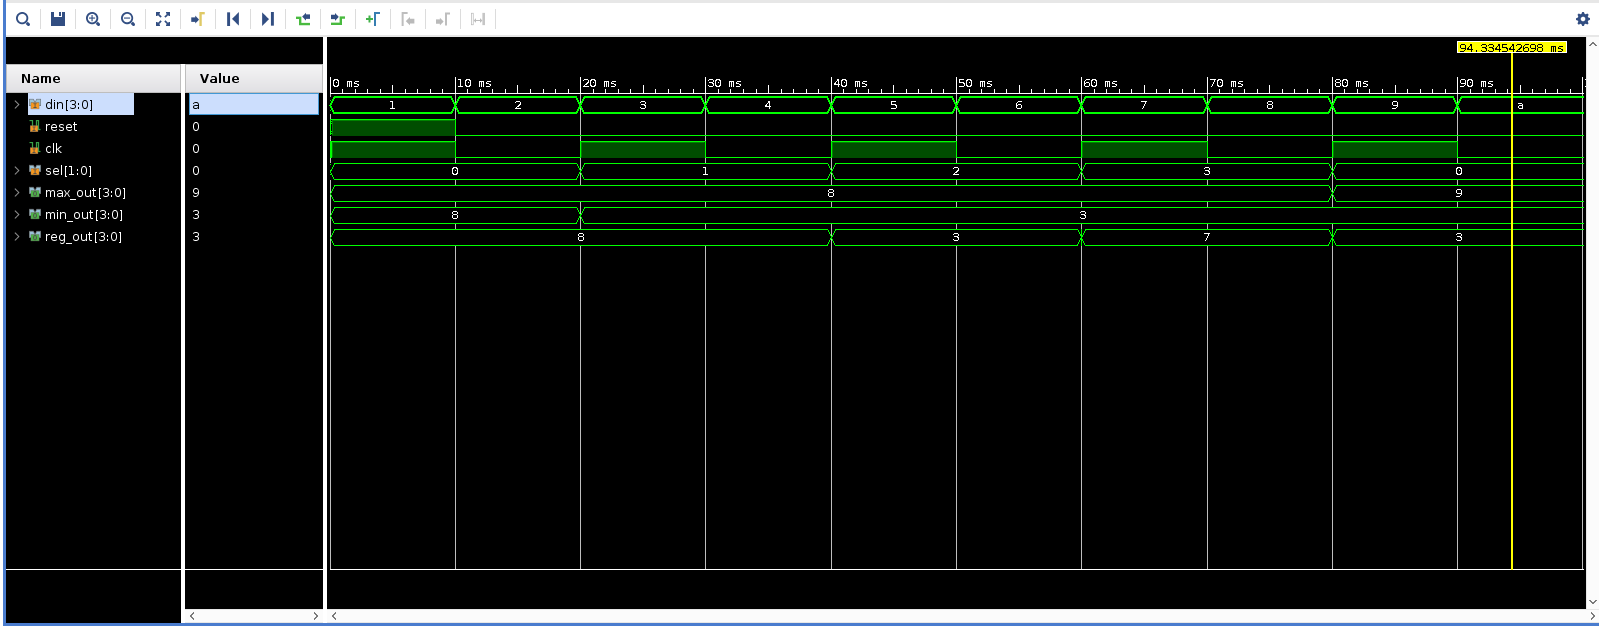 94.334542698 ms
Name Value
0 ms 10 ms 20 ms 30 ms 40 ms 50 ms 60 ms 70 ms 80 ms 90 ms
din[3:0] a 1 2 3 4 5 6 7 8 9 a
reset 0
clk 0
sel[1:0] 0 0 1 2 3 0
max_out[3:0] 9 8 9
min_out[3:0] 3 8 3
reg_out[3:0] 3 8 3 7 3